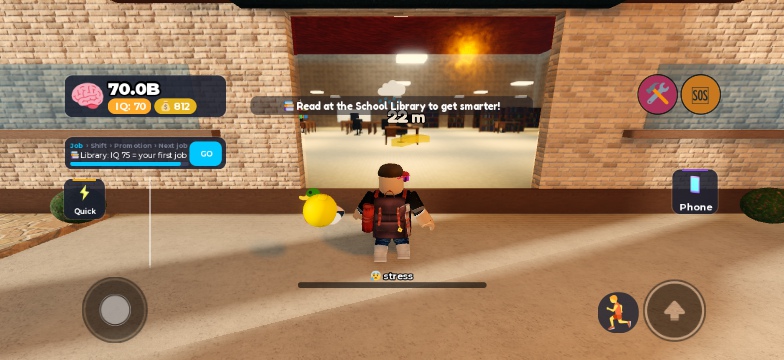 70.0B
IQ: 70
812
Read at the School Library to get smarter!
22 m
SOS
Job › Shift › Promotion › Next job
Library: IQ 75 = your first job
GO
Quick
Phone
stress